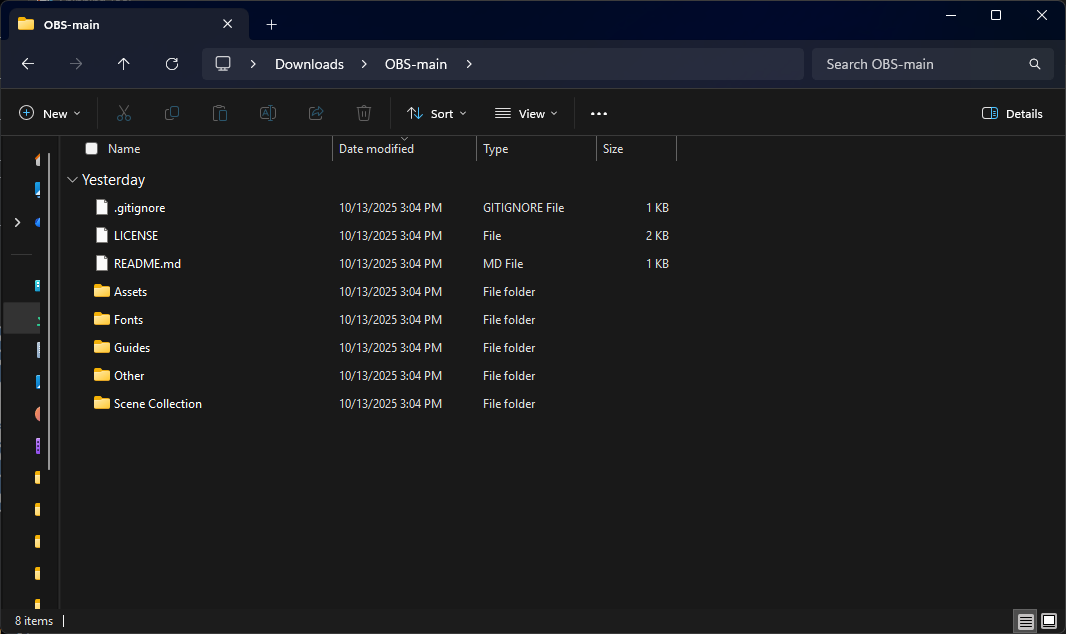 OBS-main
Downloads OBS-main Search OBS-main
New Sort View Details
Name Date modified Type Size
Yesterday
.gitignore 10/13/2025 3:04 PM GITIGNORE File 1 KB
LICENSE 10/13/2025 3:04 PM File 2 KB
README.md 10/13/2025 3:04 PM MD File 1 KB
Assets 10/13/2025 3:04 PM File folder
Fonts 10/13/2025 3:04 PM File folder
Guides 10/13/2025 3:04 PM File folder
Other 10/13/2025 3:04 PM File folder
Scene Collection 10/13/2025 3:04 PM File folder
8 items